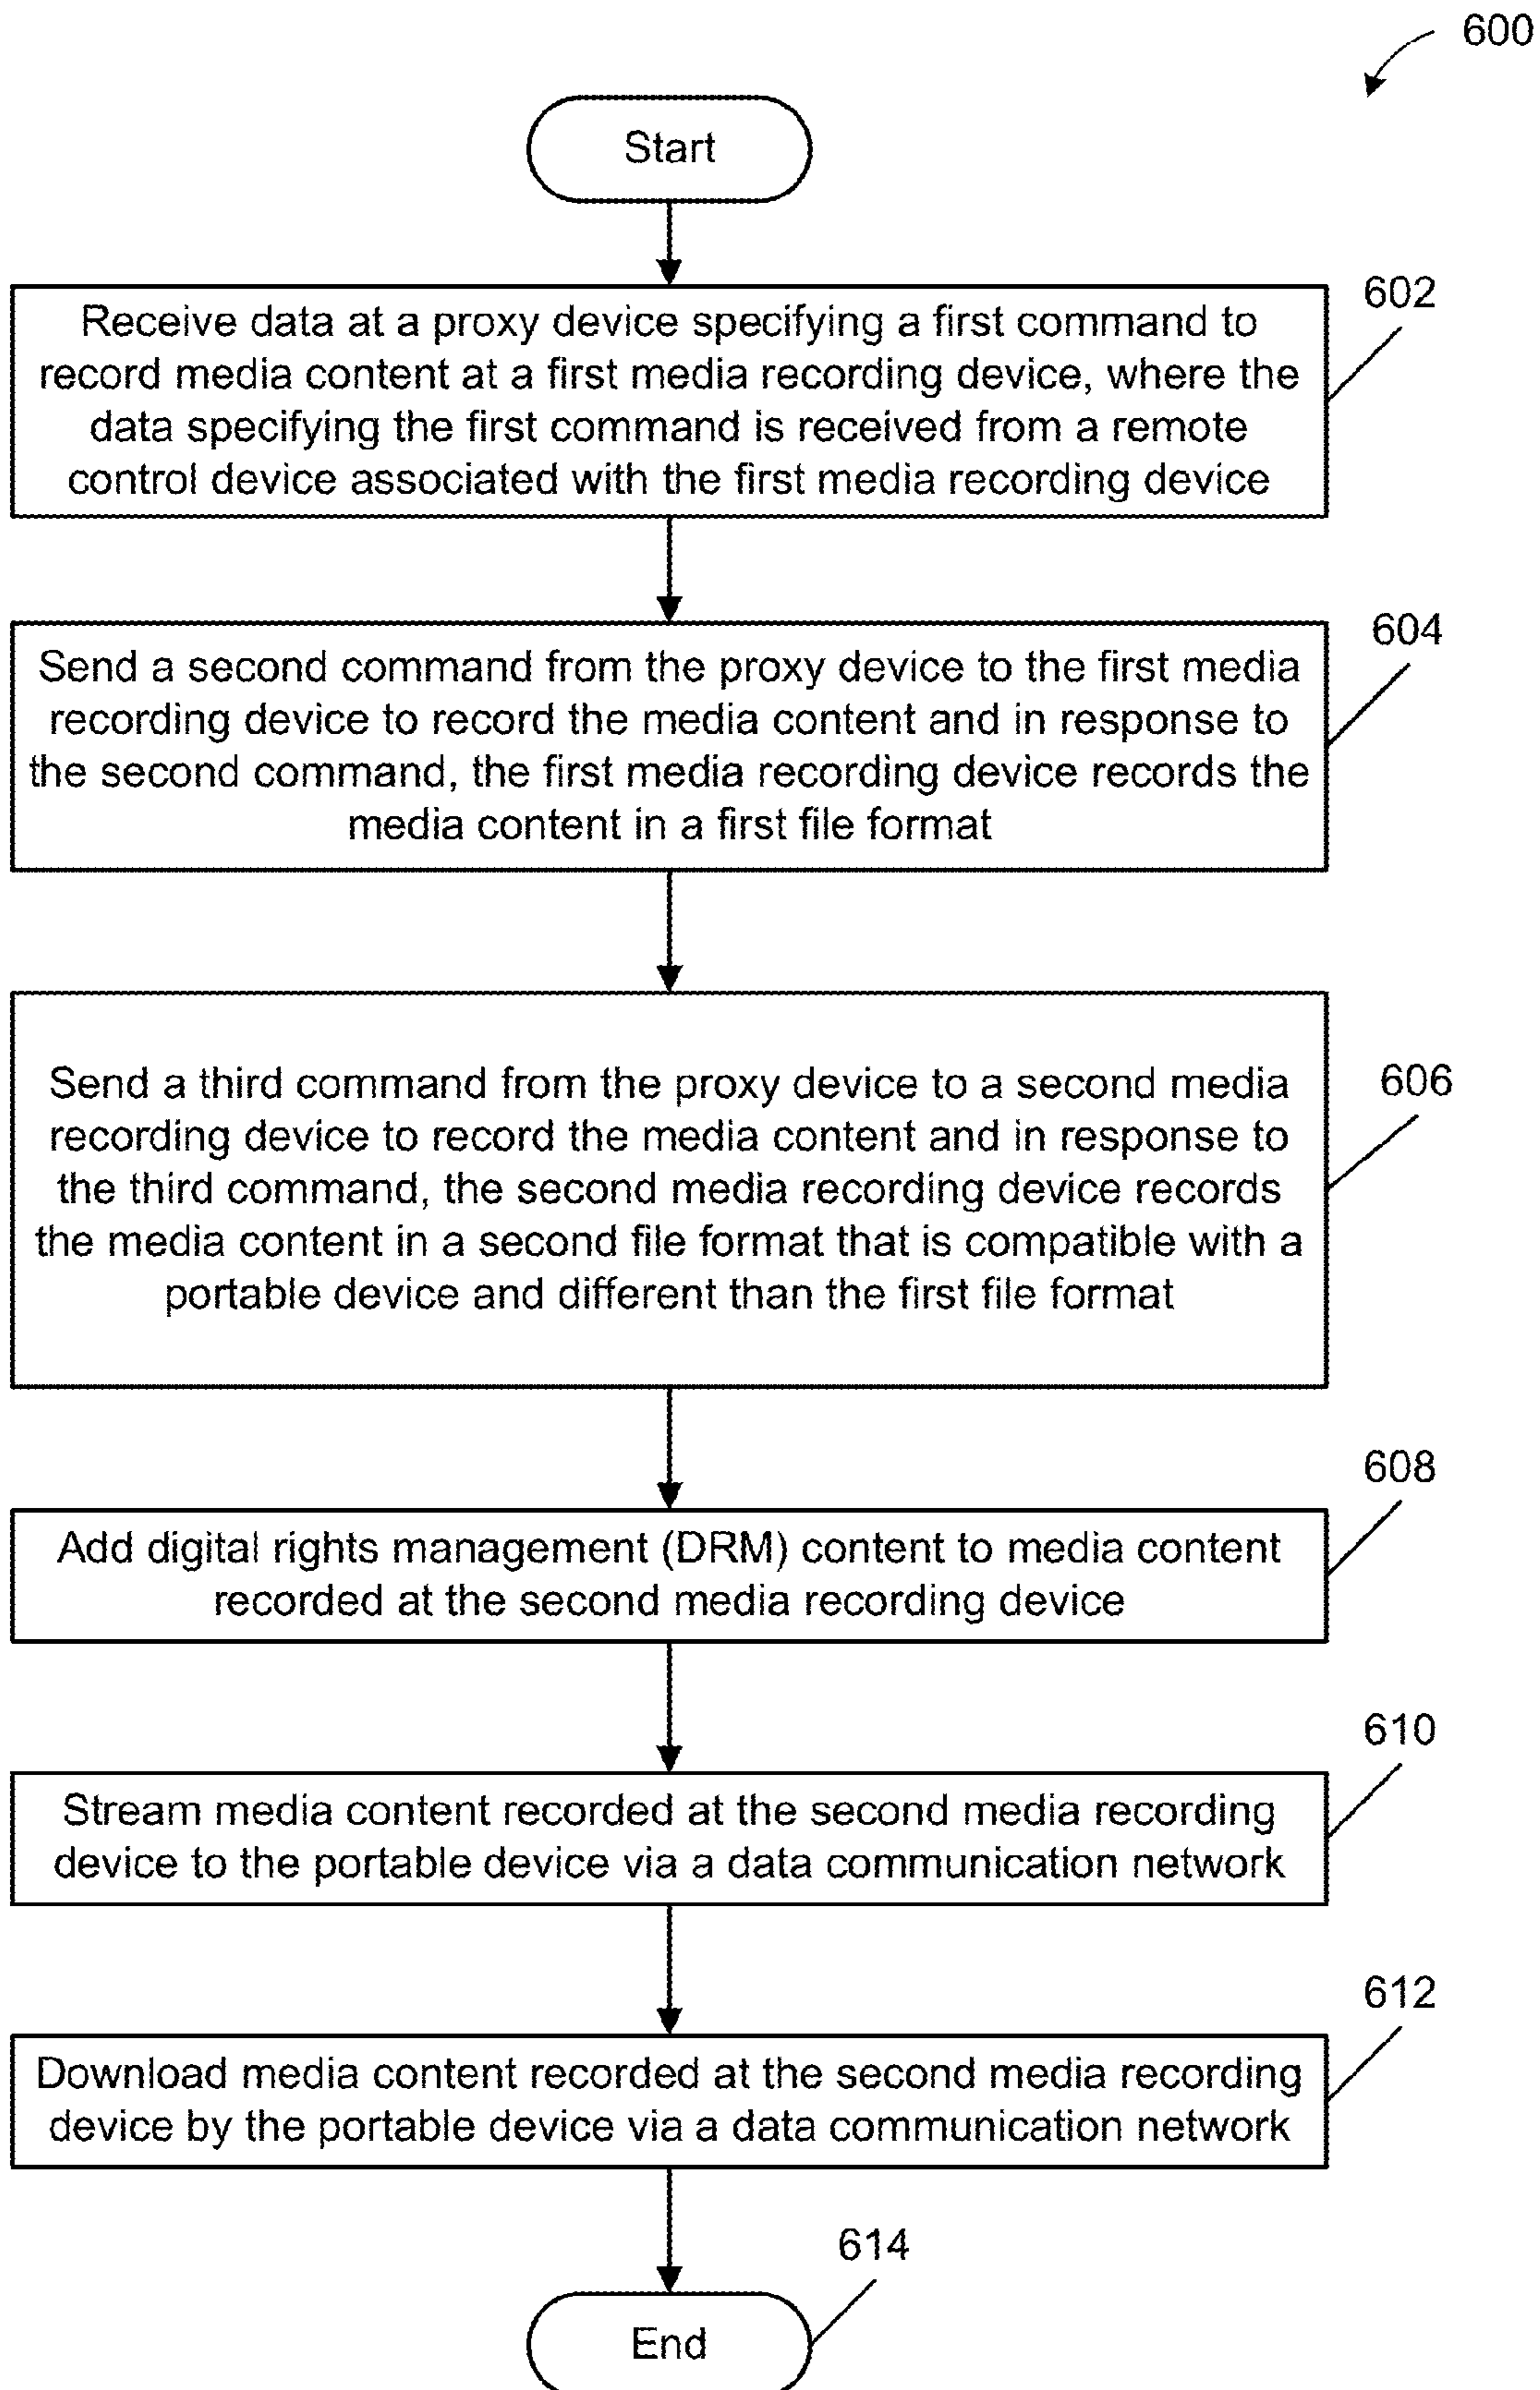 600
Start
602
Receive data at a proxy device specifying a first command to
record media content at a first media recording device, where the
data specifying the first command is received from a remote
control device associated with the first media recording device
604
Send a second command from the proxy device to the first media
recording device to record the media content and in response to
the second command, the first media recording device records the
media content in a first file format
606
Send a third command from the proxy device to a second media
recording device to record the media content and in response to
the third command, the second media recording device records
the media content in a second file format that is compatible with a
portable device and different than the first file format
608
Add digital rights management (DRM) content to media content
recorded at the second media recording device
610
Stream media content recorded at the second media recording
device to the portable device via a data communication network
612
Download media content recorded at the second media recording
device by the portable device via a data communication network
614
End